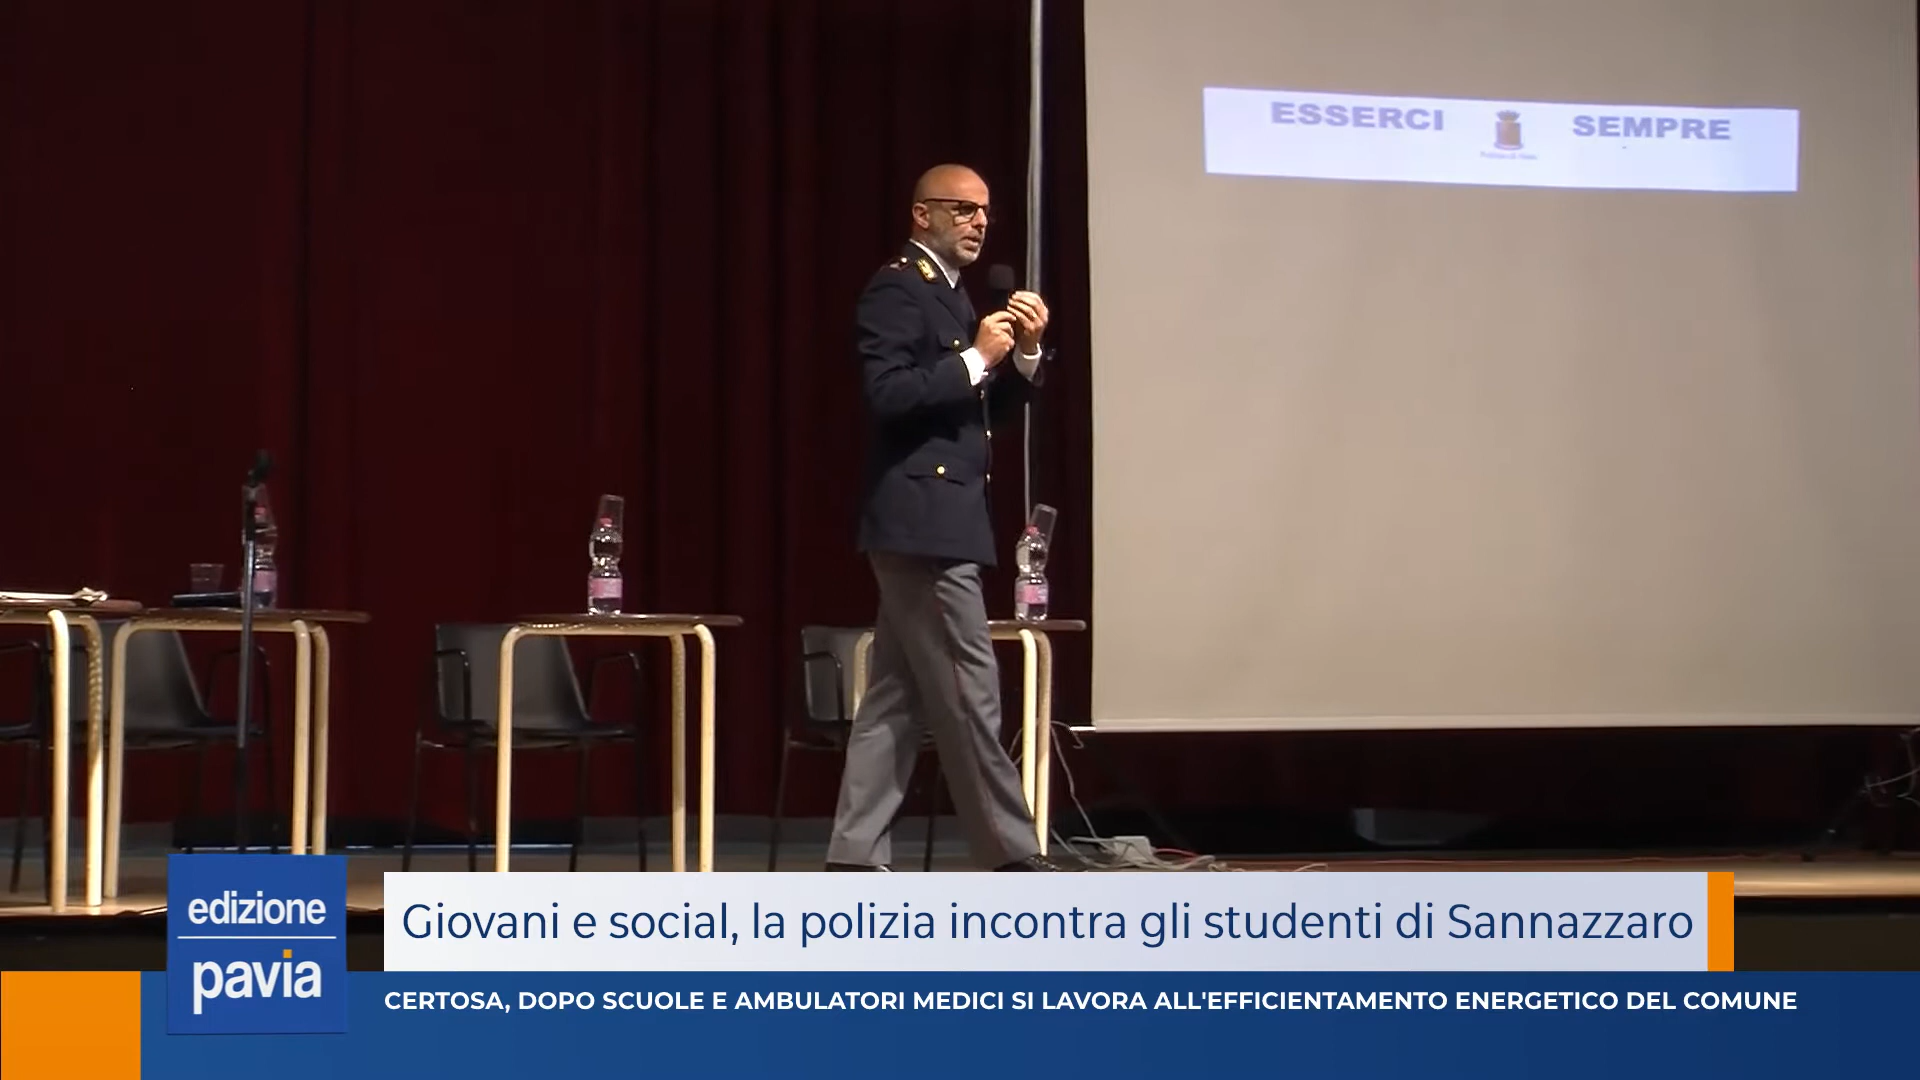 ESSERCI SEMPRE
edizione
pavia
Giovani e social, la polizia incontra gli studenti di Sannazzaro
CERTOSA, DOPO SCUOLE E AMBULATORI MEDICI SI LAVORA ALL'EFFICIENTAMENTO ENERGETICO DEL COMUNE